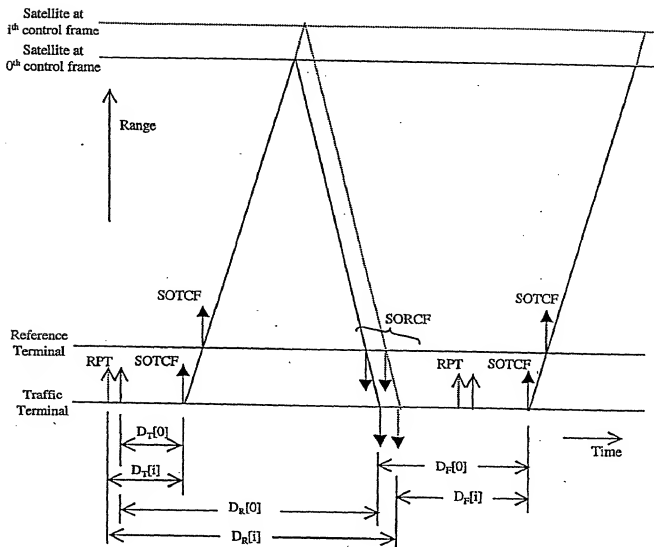 Satellite at
ith control frame
Satellite at
0th control frame
Range
SOTCF
SOTCF
SORCF
Reference
Terminal
RPT
SOTCF
RPT
SOTCF
Traffic
Terminal
DT[0]
Time
DT[i]
DF[0]
DF[i]
DR[0]
DR[i]